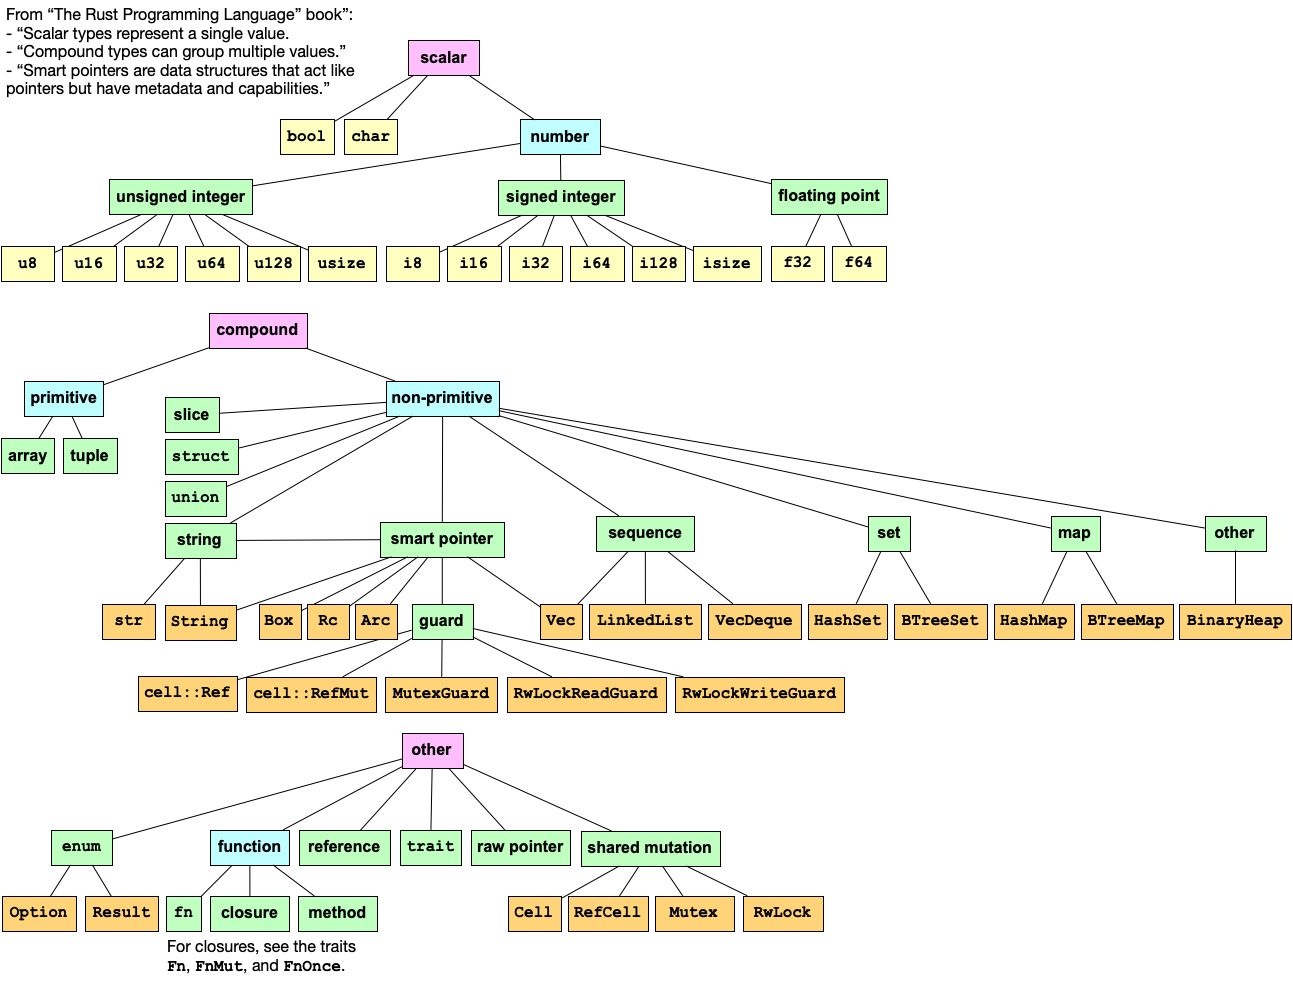 From “The Rust Programming Language” book”:
- “Scalar types represent a single value.
- “Compound types can group multiple values.”
- “Smart pointers are data structures that act like
pointers but have metadata and capabilities.”
scalar
bool char number
unsigned integer signed integer floating point
u8 u16 u32 u64 u128 usize i8 i16 i32 i64 i128 isize f32 f64
compound
primitive non-primitive
slice
array tuple struct
union
string smart pointer sequence set map other
str String Box Rc Arc guard Vec LinkedList VecDeque HashSet BTreeSet HashMap BTreeMap BinaryHeap
cell::Ref cell::RefMut MutexGuard RwLockReadGuard RwLockWriteGuard
other
enum function reference trait raw pointer shared mutation
Option Result fn closure method Cell RefCell Mutex RwLock
For closures, see the traits
Fn, FnMut, and FnOnce.